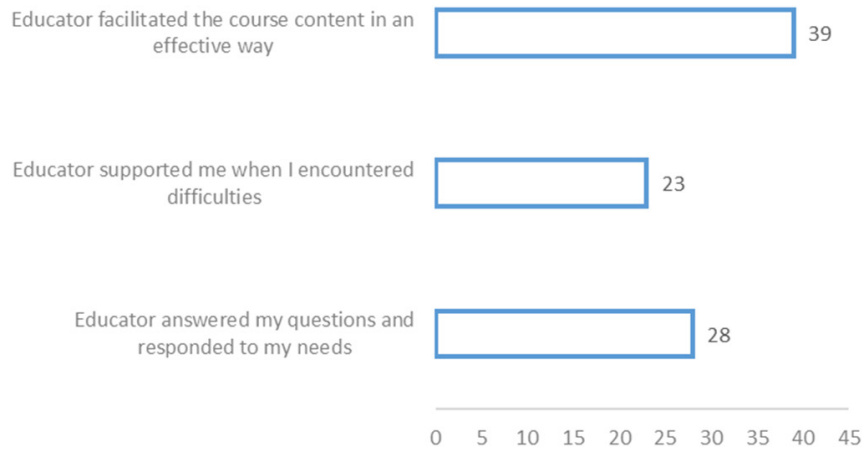 Educator facilitated the course content in an
effective way
39
Educator supported me when I encountered
difficulties
23
Educator answered my questions and
responded to my needs
28
0 5 10 15 20 25 30 35 40 45